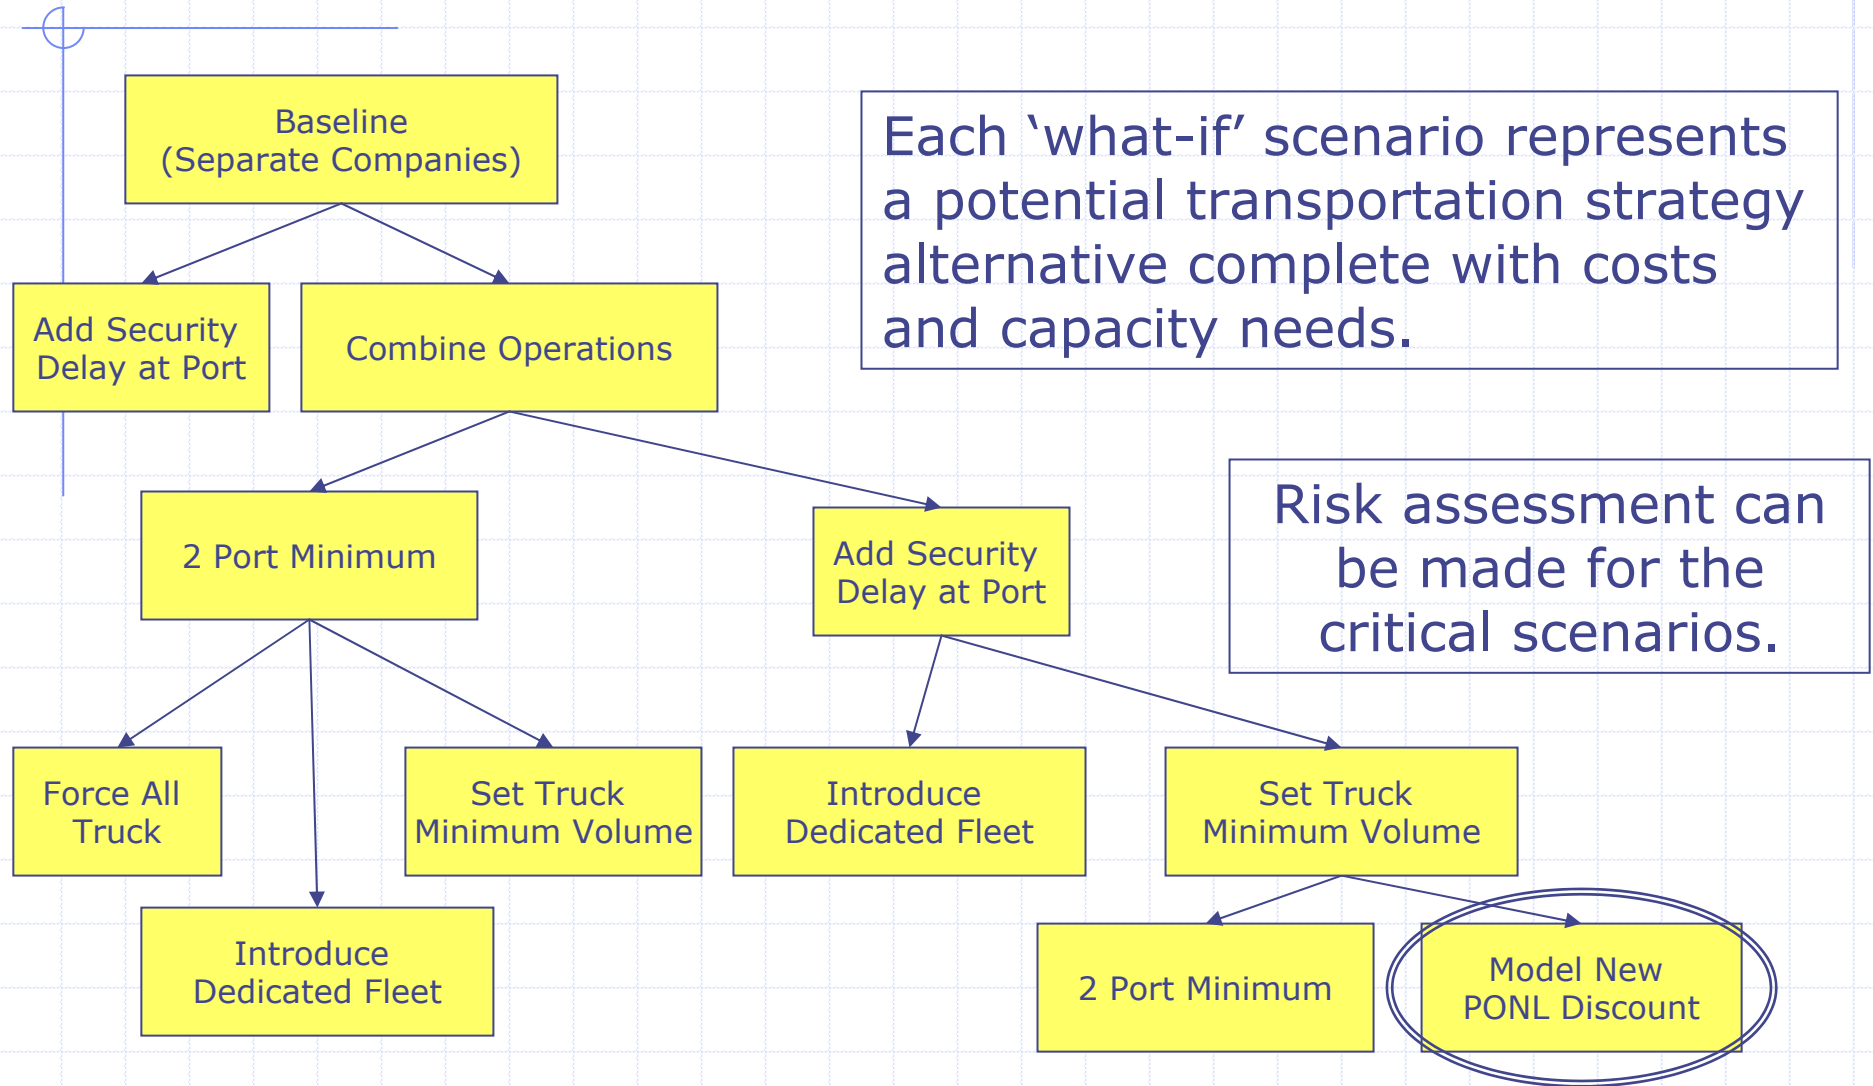 Baseline
(Separate Companies)
Each ‘what-if’ scenario represents
a potential transportation strategy
alternative complete with costs
and capacity needs.
Add Security
Delay at Port
Combine Operations
2 Port Minimum
Add Security
Delay at Port
Risk assessment can
be made for the
critical scenarios.
Force All
Truck
Set Truck
Minimum Volume
Introduce
Dedicated Fleet
Set Truck
Minimum Volume
Introduce
Dedicated Fleet
2 Port Minimum
Model New
PONL Discount